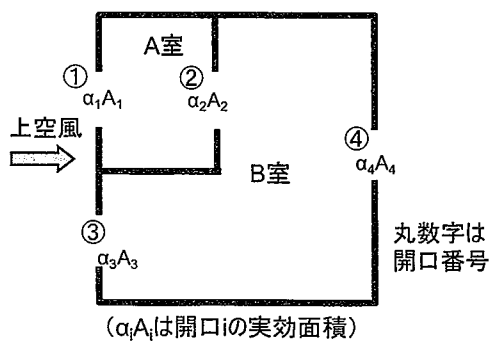 A室
①
α₁A₁
②
α₂A₂
上空風
④
α₄A₄
B室
③
α₃A₃
丸数字は
開口番号
(αᵢAᵢは開口iの実効面積)